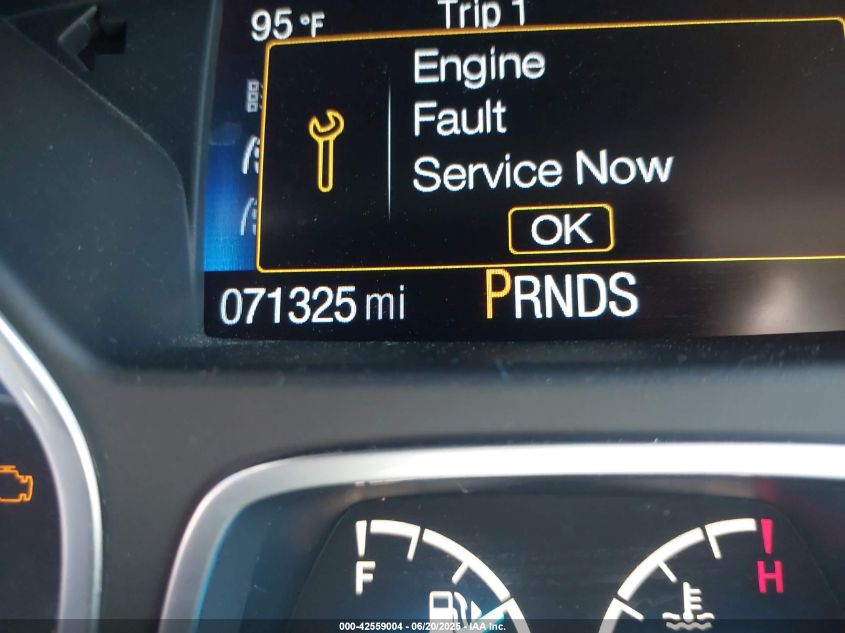 95 °F Trip 1
Engine
Fault
Service Now
OK
071325 mi PRNDS
F H
000-42559004 - 06/20/2025 - IAA Inc.